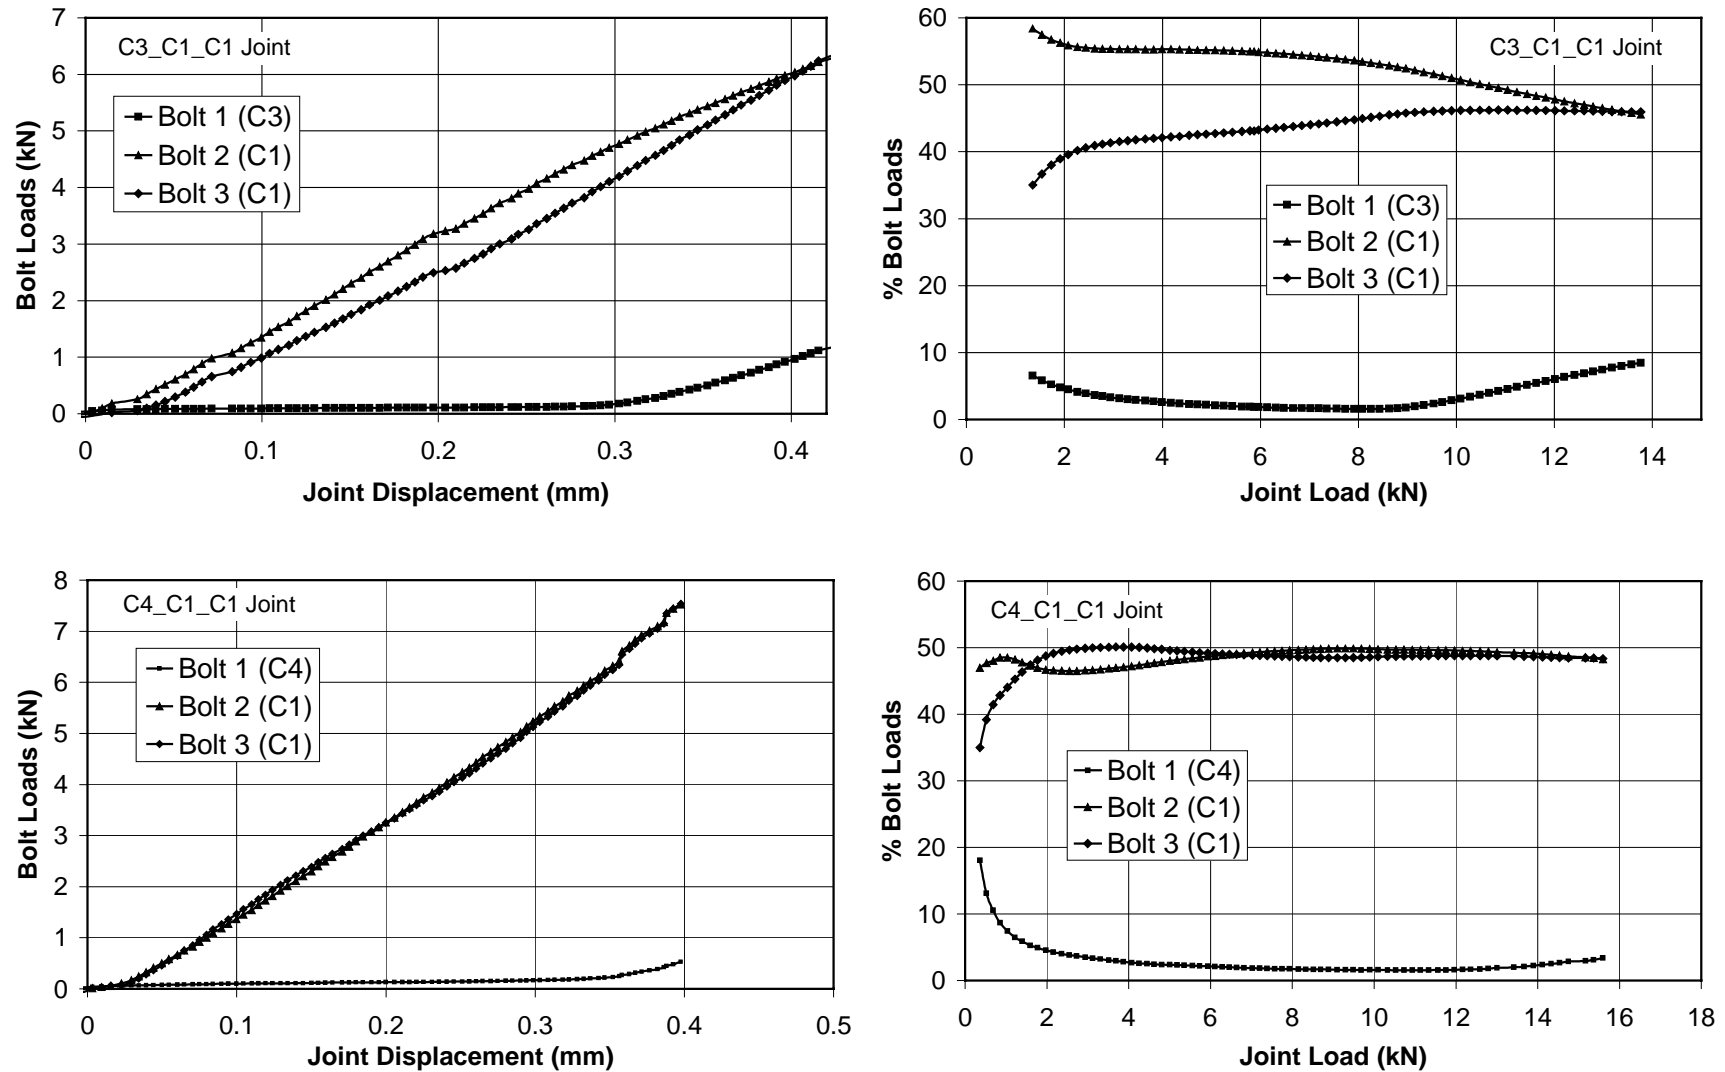 C3_C1_C1 Joint
Bolt Loads (kN)
7
6
5
4
3
2
1
0
Bolt 1 (C3)
Bolt 2 (C1)
Bolt 3 (C1)
0 0.1 0.2 0.3 0.4
Joint Displacement (mm)
C3_C1_C1 Joint
% Bolt Loads
60
50
40
30
20
10
0
Bolt 1 (C3)
Bolt 2 (C1)
Bolt 3 (C1)
0 2 4 6 8 10 12 14
Joint Load (kN)
C4_C1_C1 Joint
Bolt Loads (kN)
8
7
6
5
4
3
2
1
0
Bolt 1 (C4)
Bolt 2 (C1)
Bolt 3 (C1)
0 0.1 0.2 0.3 0.4 0.5
Joint Displacement (mm)
C4_C1_C1 Joint
% Bolt Loads
60
50
40
30
20
10
0
Bolt 1 (C4)
Bolt 2 (C1)
Bolt 3 (C1)
0 2 4 6 8 10 12 14 16 18
Joint Load (kN)